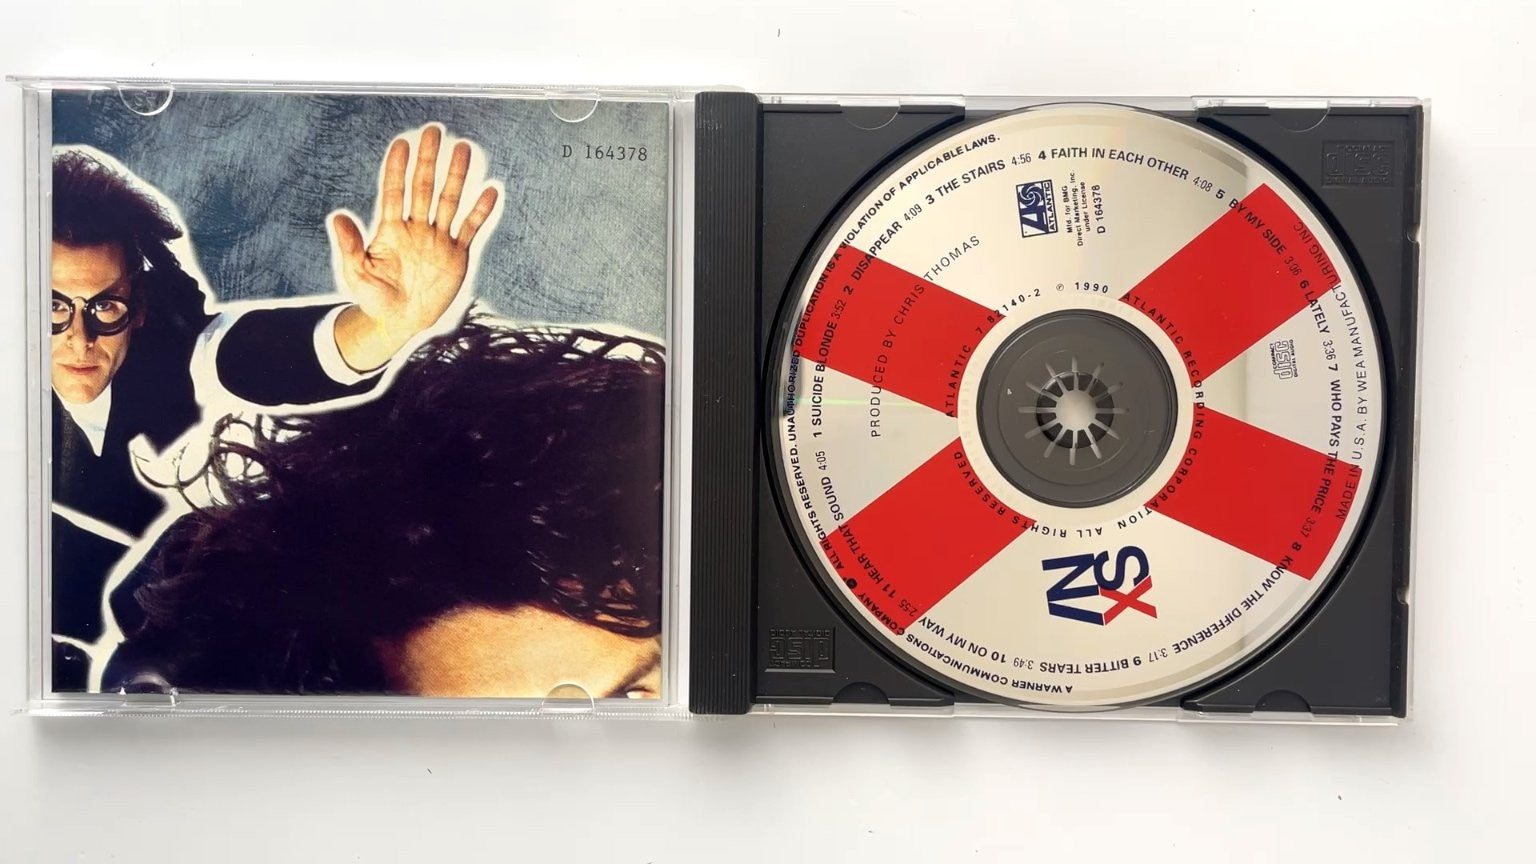 D 164378
1 SUICIDE BLONDE 3:52 2 DISAPPEAR 4:09 3 THE STAIRS 4:56 4 FAITH IN EACH OTHER 4:08 5 BY MY SIDE 3:06 6 LATELY 3:36 7 WHO PAYS THE PRICE 3:37 8 KNOW THE DIFFERENCE 3:17 9 BITTER TEARS 3:49 10 ON MY WAY 2:55 11 HEAR THAT SOUND 4:05
A WARNER COMMUNICATIONS COMPANY ALL RIGHTS RESERVED. UNAUTHORIZED DUPLICATION IS A VIOLATION OF APPLICABLE LAWS.
PRODUCED BY CHRIS THOMAS
ATLANTIC
Mfd. for BMG
Direct Marketing, Inc.
under License
D 164378
ATLANTIC 7 82140-2 ℗ 1990 ATLANTIC RECORDING CORPORATION ALL RIGHTS RESERVED
COMPACT
disc
DIGITAL AUDIO
MADE IN U.S.A. BY WEA MANUFACTURING INC.
INXS
COMPACT
disc
DIGITAL AUDIO